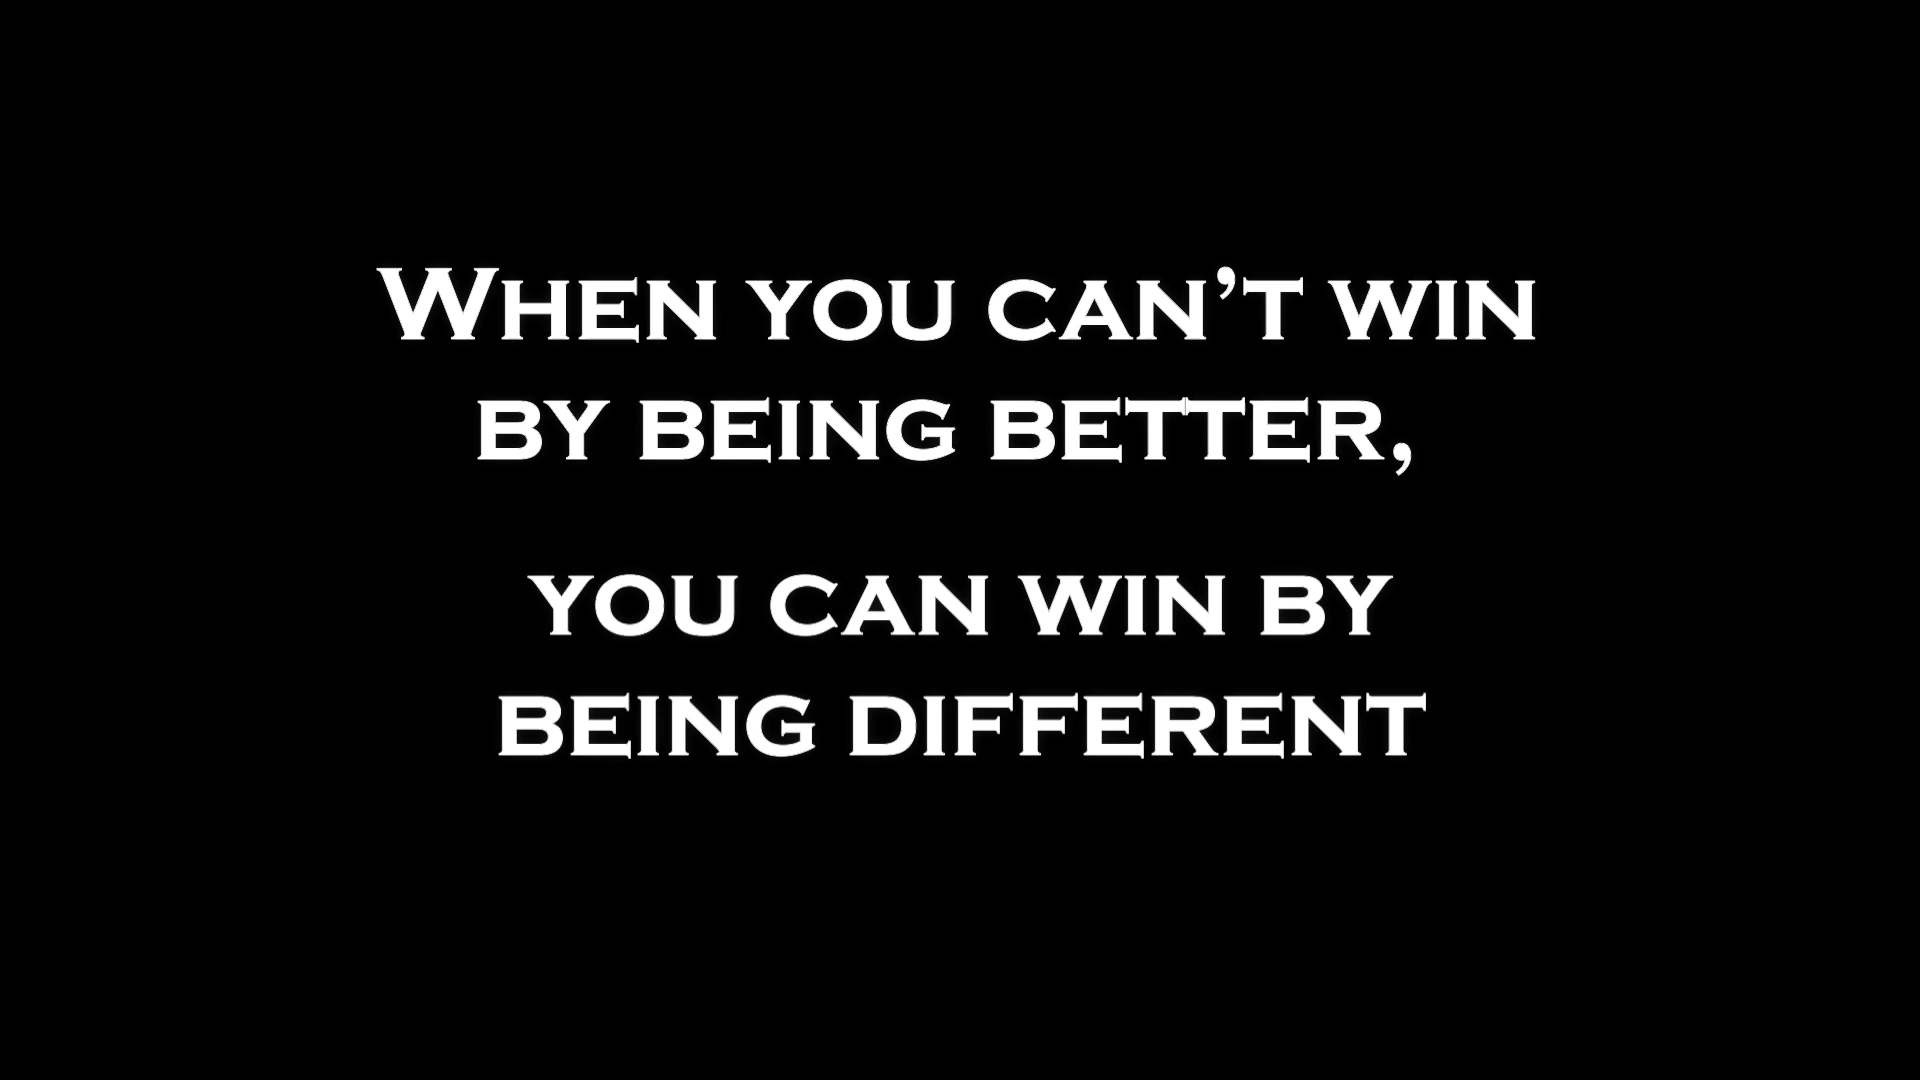 When you can’t win
by being better,
you can win by
being different